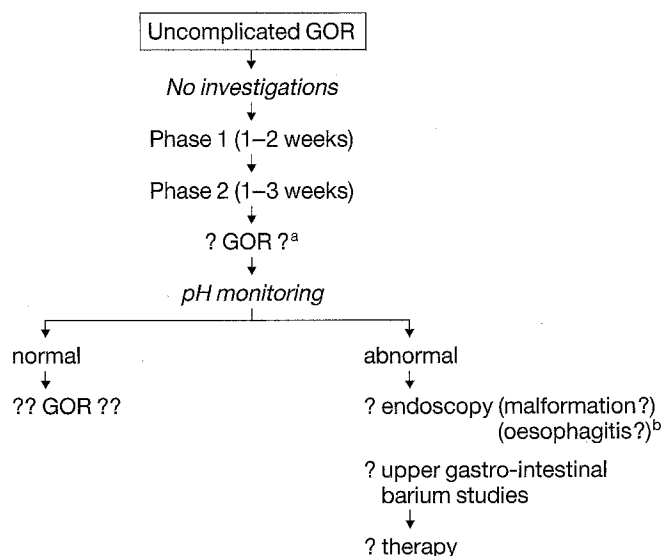 Uncomplicated GOR
No investigations
Phase 1 (1–2 weeks)
Phase 2 (1–3 weeks)
? GOR ?a
pH monitoring
normal
abnormal
?? GOR ??
? endoscopy (malformation?)
(oesophagitis?)b
? upper gastro-intestinal
barium studies
? therapy